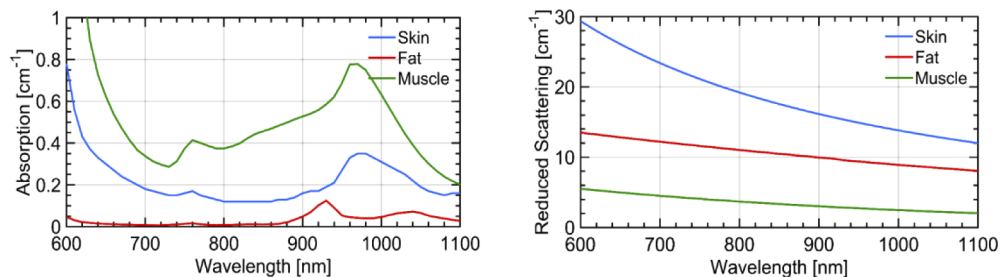 Absorption [cm⁻¹]
1
0.8
0.6
0.4
0.2
0
Skin
Fat
Muscle
600 700 800 900 1000 1100
Wavelength [nm]
Reduced Scattering [cm⁻¹]
30
20
10
0
Skin
Fat
Muscle
600 700 800 900 1000 1100
Wavelength [nm]